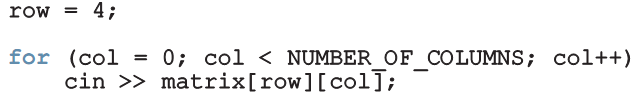 row = 4;
for (col = 0; col < NUMBER_OF_COLUMNS; col++)
    cin >> matrix[row][col];